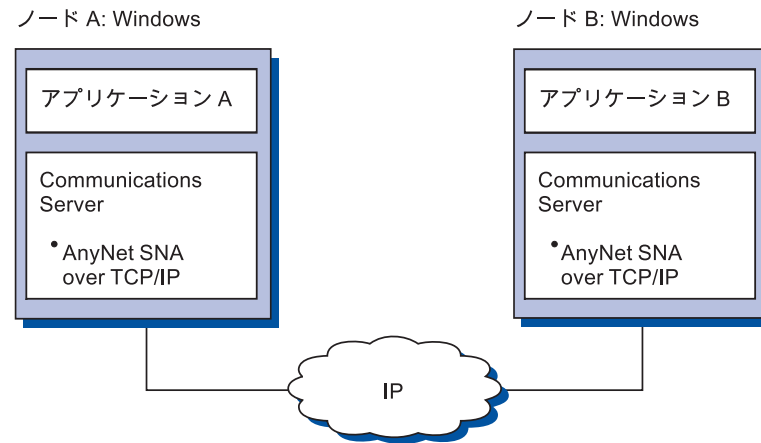 ノード A: Windows
アプリケーション A
Communications
Server
• AnyNet SNA
over TCP/IP
ノード B: Windows
アプリケーション B
Communications
Server
• AnyNet SNA
over TCP/IP
IP